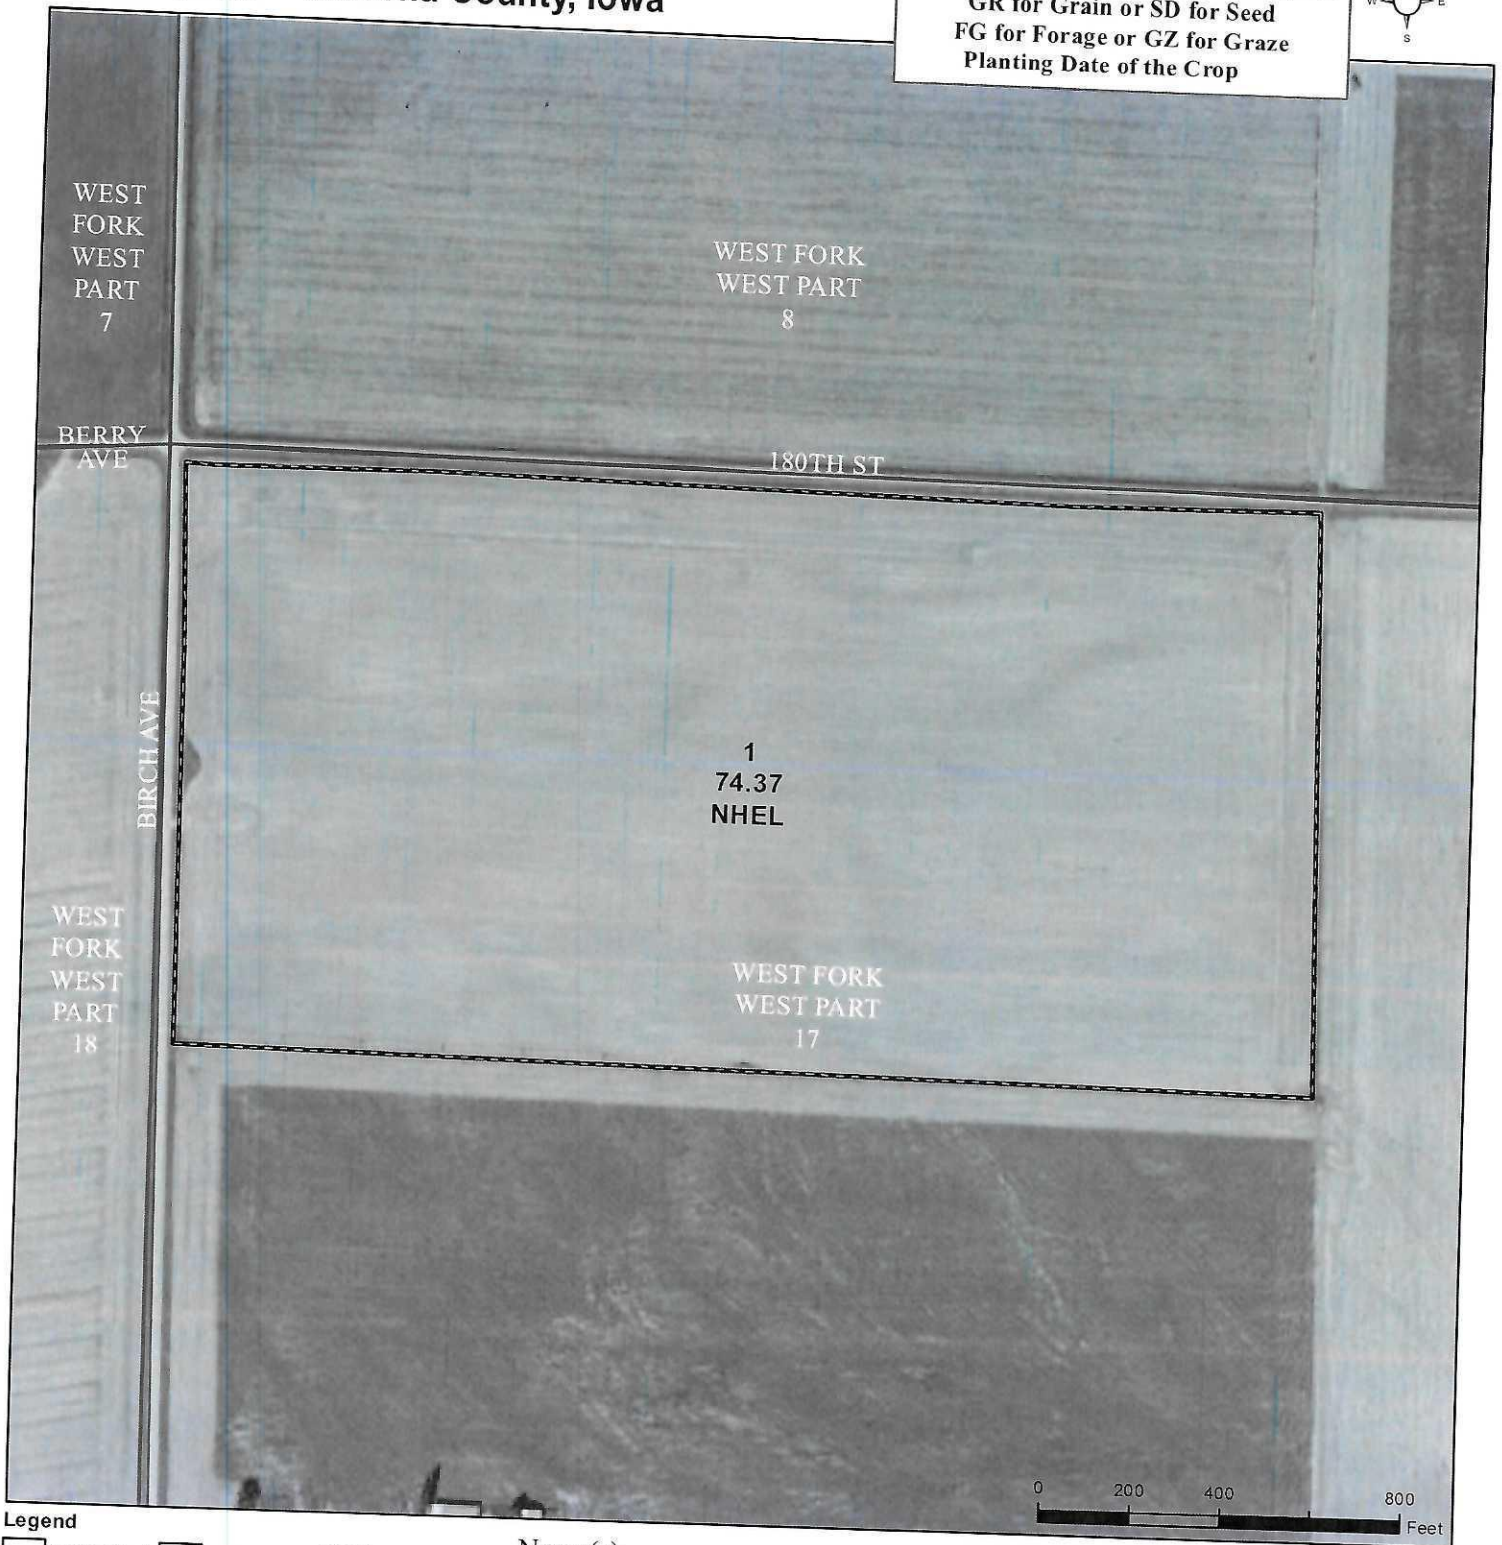 County, Iowa
GR for Grain or SD for Seed
FG for Forage or GZ for Graze
Planting Date of the Crop
W
E
S
WEST
FORK
WEST
PART
7
WEST FORK
WEST PART
8
BERRY
AVE
180TH ST
BIRCH AVE
1
74.37
NHEL
WEST
FORK
WEST
PART
18
WEST FORK
WEST PART
17
0 200 400 800
Feet
Legend